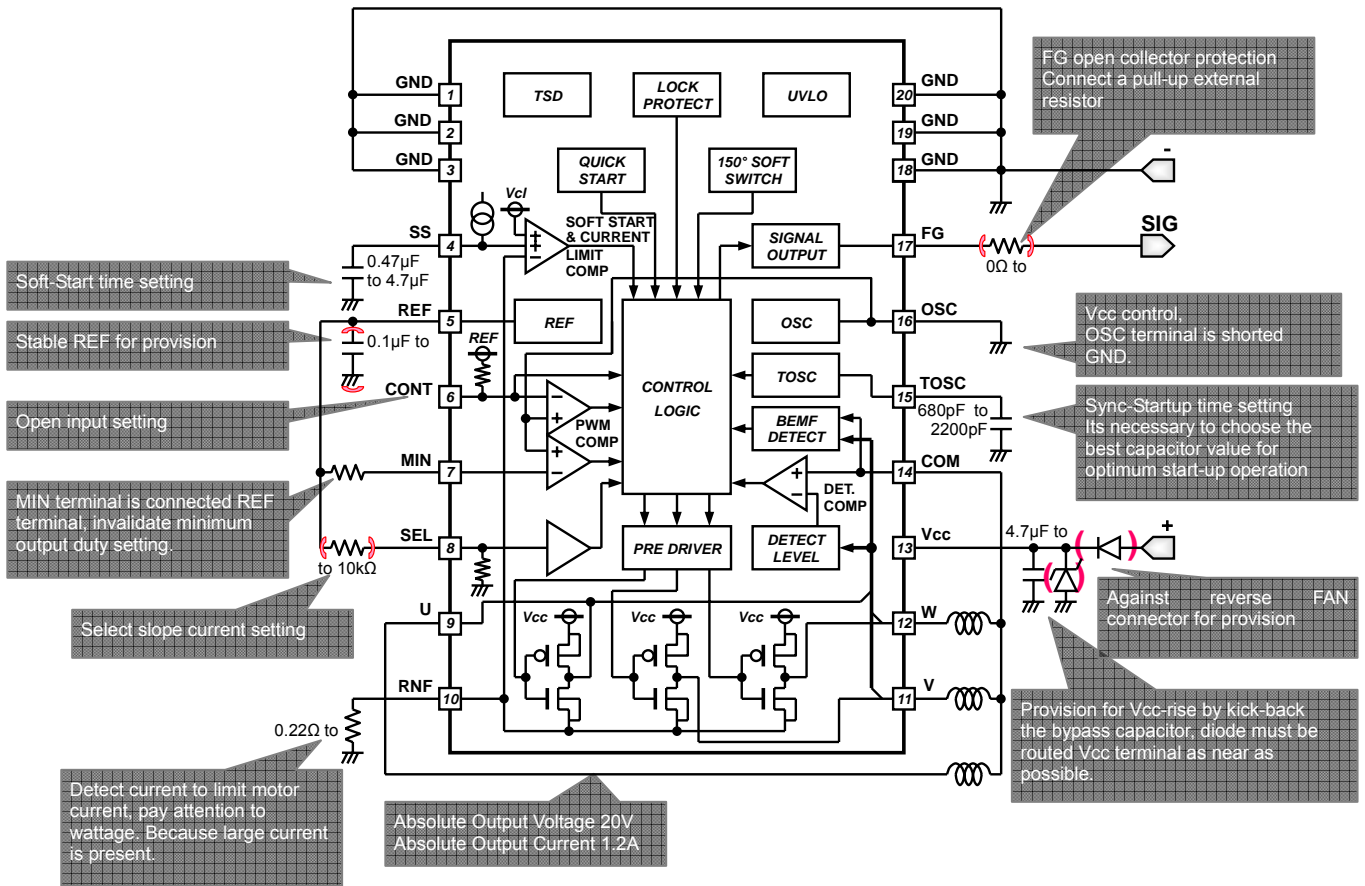 GND
1
GND
2
GND
3
TSD
LOCK
PROTECT
UVLO
20
GND
19
GND
18
GND
-
FG open collector protection
Connect a pull-up external
resistor
QUICK
START
150° SOFT
SWITCH
Vcl
SS
4
SOFT START
& CURRENT
LIMIT
COMP
SIGNAL
OUTPUT
17
FG
SIG
0Ω to
Soft-Start time setting
0.47µF
to 4.7µF
REF
5
REF
OSC
16
OSC
Vcc control,
OSC terminal is shorted
GND.
Stable REF for provision
0.1µF to
REF
CONT
6
CONTROL
LOGIC
TOSC
15
TOSC
680pF to
2200pF
Open input setting
PWM
COMP
BEMF
DETECT
Sync-Startup time setting
Its necessary to choose the
best capacitor value for
optimum start-up operation
MIN
7
14
COM
DET.
COMP
MIN terminal is connected REF
terminal, invalidate minimum
output duty setting.
SEL
8
to 10kΩ
PRE DRIVER
DETECT
LEVEL
13
Vcc
4.7µF to
+
Against reverse FAN
connector for provision
Select slope current setting
U
9
Vcc
Vcc
Vcc
12
W
RNF
10
11
V
0.22Ω to
Provision for Vcc-rise by kick-back
the bypass capacitor, diode must be
routed Vcc terminal as near as
possible.
Detect current to limit motor
current, pay attention to
wattage. Because large current
is present.
Absolute Output Voltage 20V
Absolute Output Current 1.2A